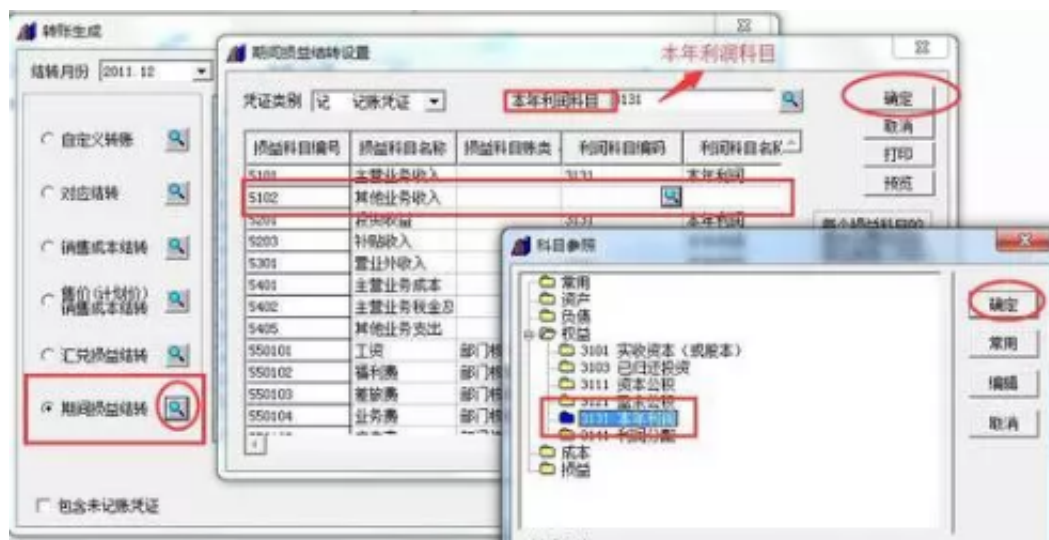 转账生成
期间损益结转设置
本年利润科目
结转月份 2011.12
凭证类别 记 记账凭证
本年利润科目 3131
确定
取消
打印
预览
自定义转账
对应结转
销售成本结转
售价(计划价)
销售成本结转
汇兑损益结转
期间损益结转
包含未记账凭证
损益科目编号 损益科目名称 损益科目账类 利润科目编码 利润科目名称
5101 主营业务收入 3131 本年利润
5102 其他业务收入
5201 投资收益 3131 本年利润
5203 补贴收入
5301 营业外收入
5401 主营业务成本
5402 主营业务税金及
5405 其他业务支出
550101 工资 部门核
550102 福利费 部门核
550103 差旅费 部门核
550104 业务费 部门核
每个损益科目的
科目参照
常用
资产
负债
权益
3101 实收资本(或股本)
3103 已归还投资
3111 资本公积
3121 盈余公积
3131 本年利润
3141 利润分配
成本
损益
确定
常用
编辑
取消